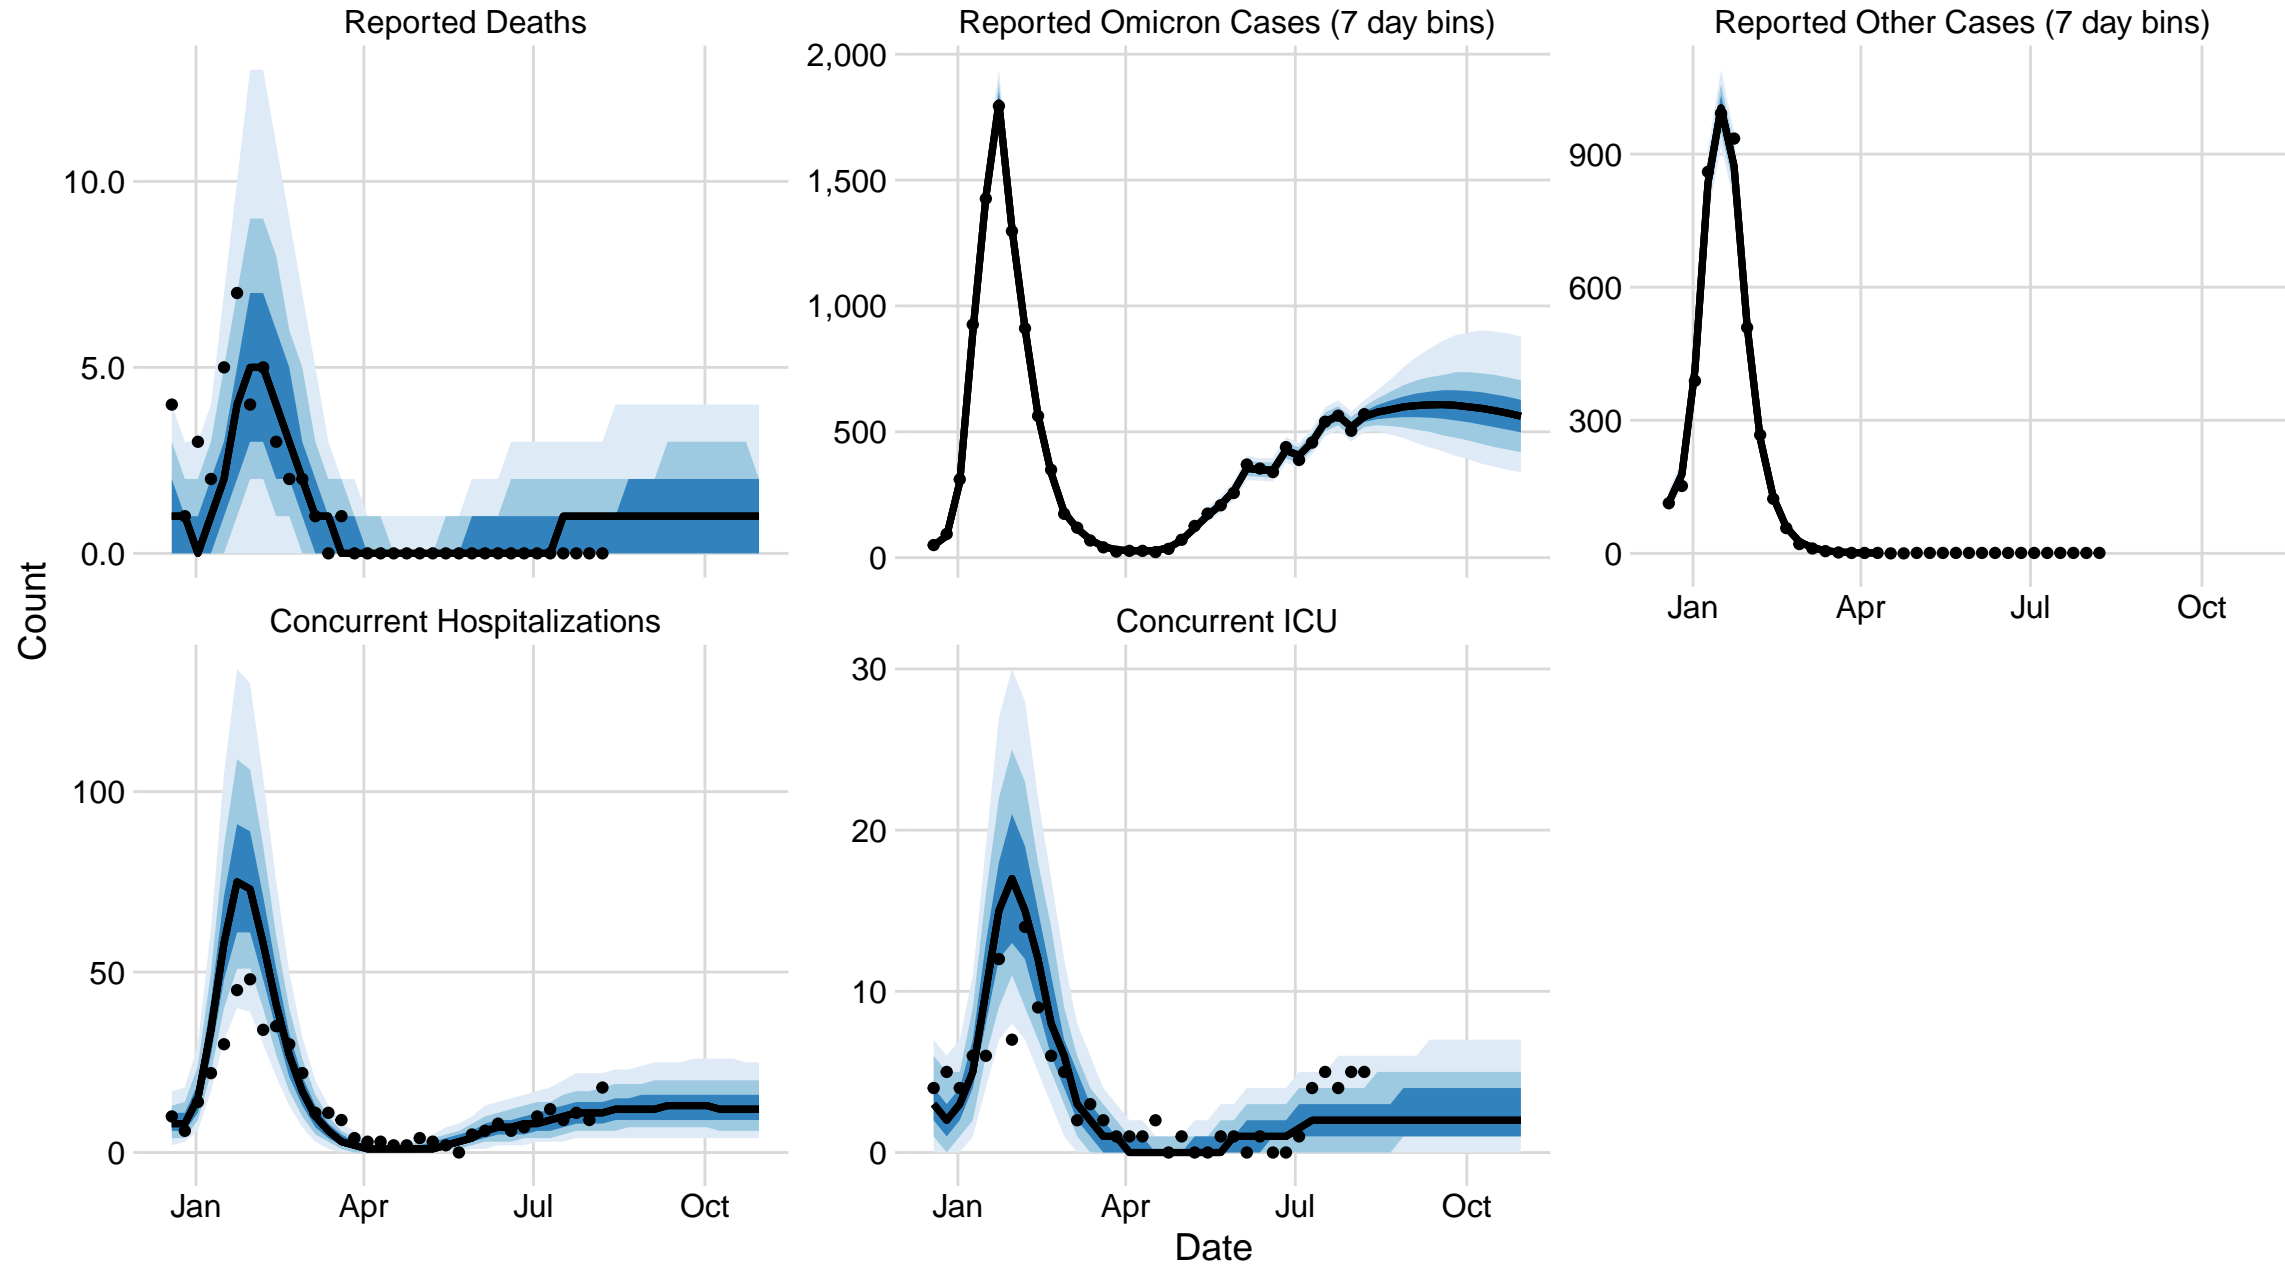 Reported Deaths
Reported Omicron Cases (7 day bins)
Reported Other Cases (7 day bins)
10.0
5.0
0.0
2,000
1,500
1,000
500
0
900
600
300
0
Jan Apr Jul Oct
Count
Concurrent Hospitalizations
Concurrent ICU
100
50
0
30
20
10
0
Jan Apr Jul Oct
Jan Apr Jul Oct
Date